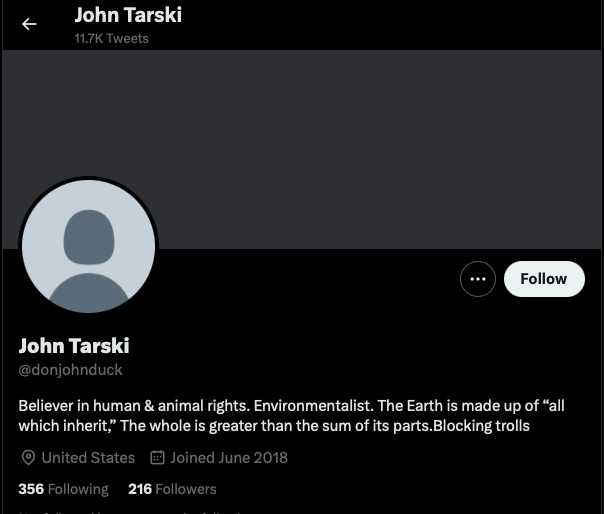 John Tarski
11.7K Tweets
Follow
John Tarski
@donjohnduck
Believer in human & animal rights. Environmentalist. The Earth is made up of “all
which inherit,” The whole is greater than the sum of its parts.Blocking trolls
United States Joined June 2018
356 Following 216 Followers